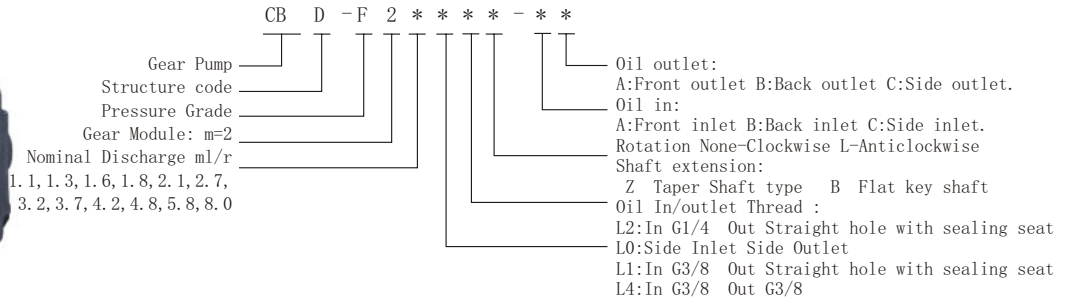 CB D -F 2 * * * * - * *
Gear Pump
Structure code
Pressure Grade
Gear Module: m=2
Nominal Discharge ml/r
1.1,1.3,1.6,1.8,2.1,2.7,
3.2,3.7,4.2,4.8,5.8,8.0
Oil outlet:
A:Front outlet B:Back outlet C:Side outlet.
Oil in:
A:Front inlet B:Back inlet C:Side inlet.
Rotation None-Clockwise L-Anticlockwise
Shaft extension:
Z Taper Shaft type B Flat key shaft
Oil In/outlet Thread :
L2:In G1/4 Out Straight hole with sealing seat
L0:Side Inlet Side Outlet
L1:In G3/8 Out Straight hole with sealing seat
L4:In G3/8 Out G3/8